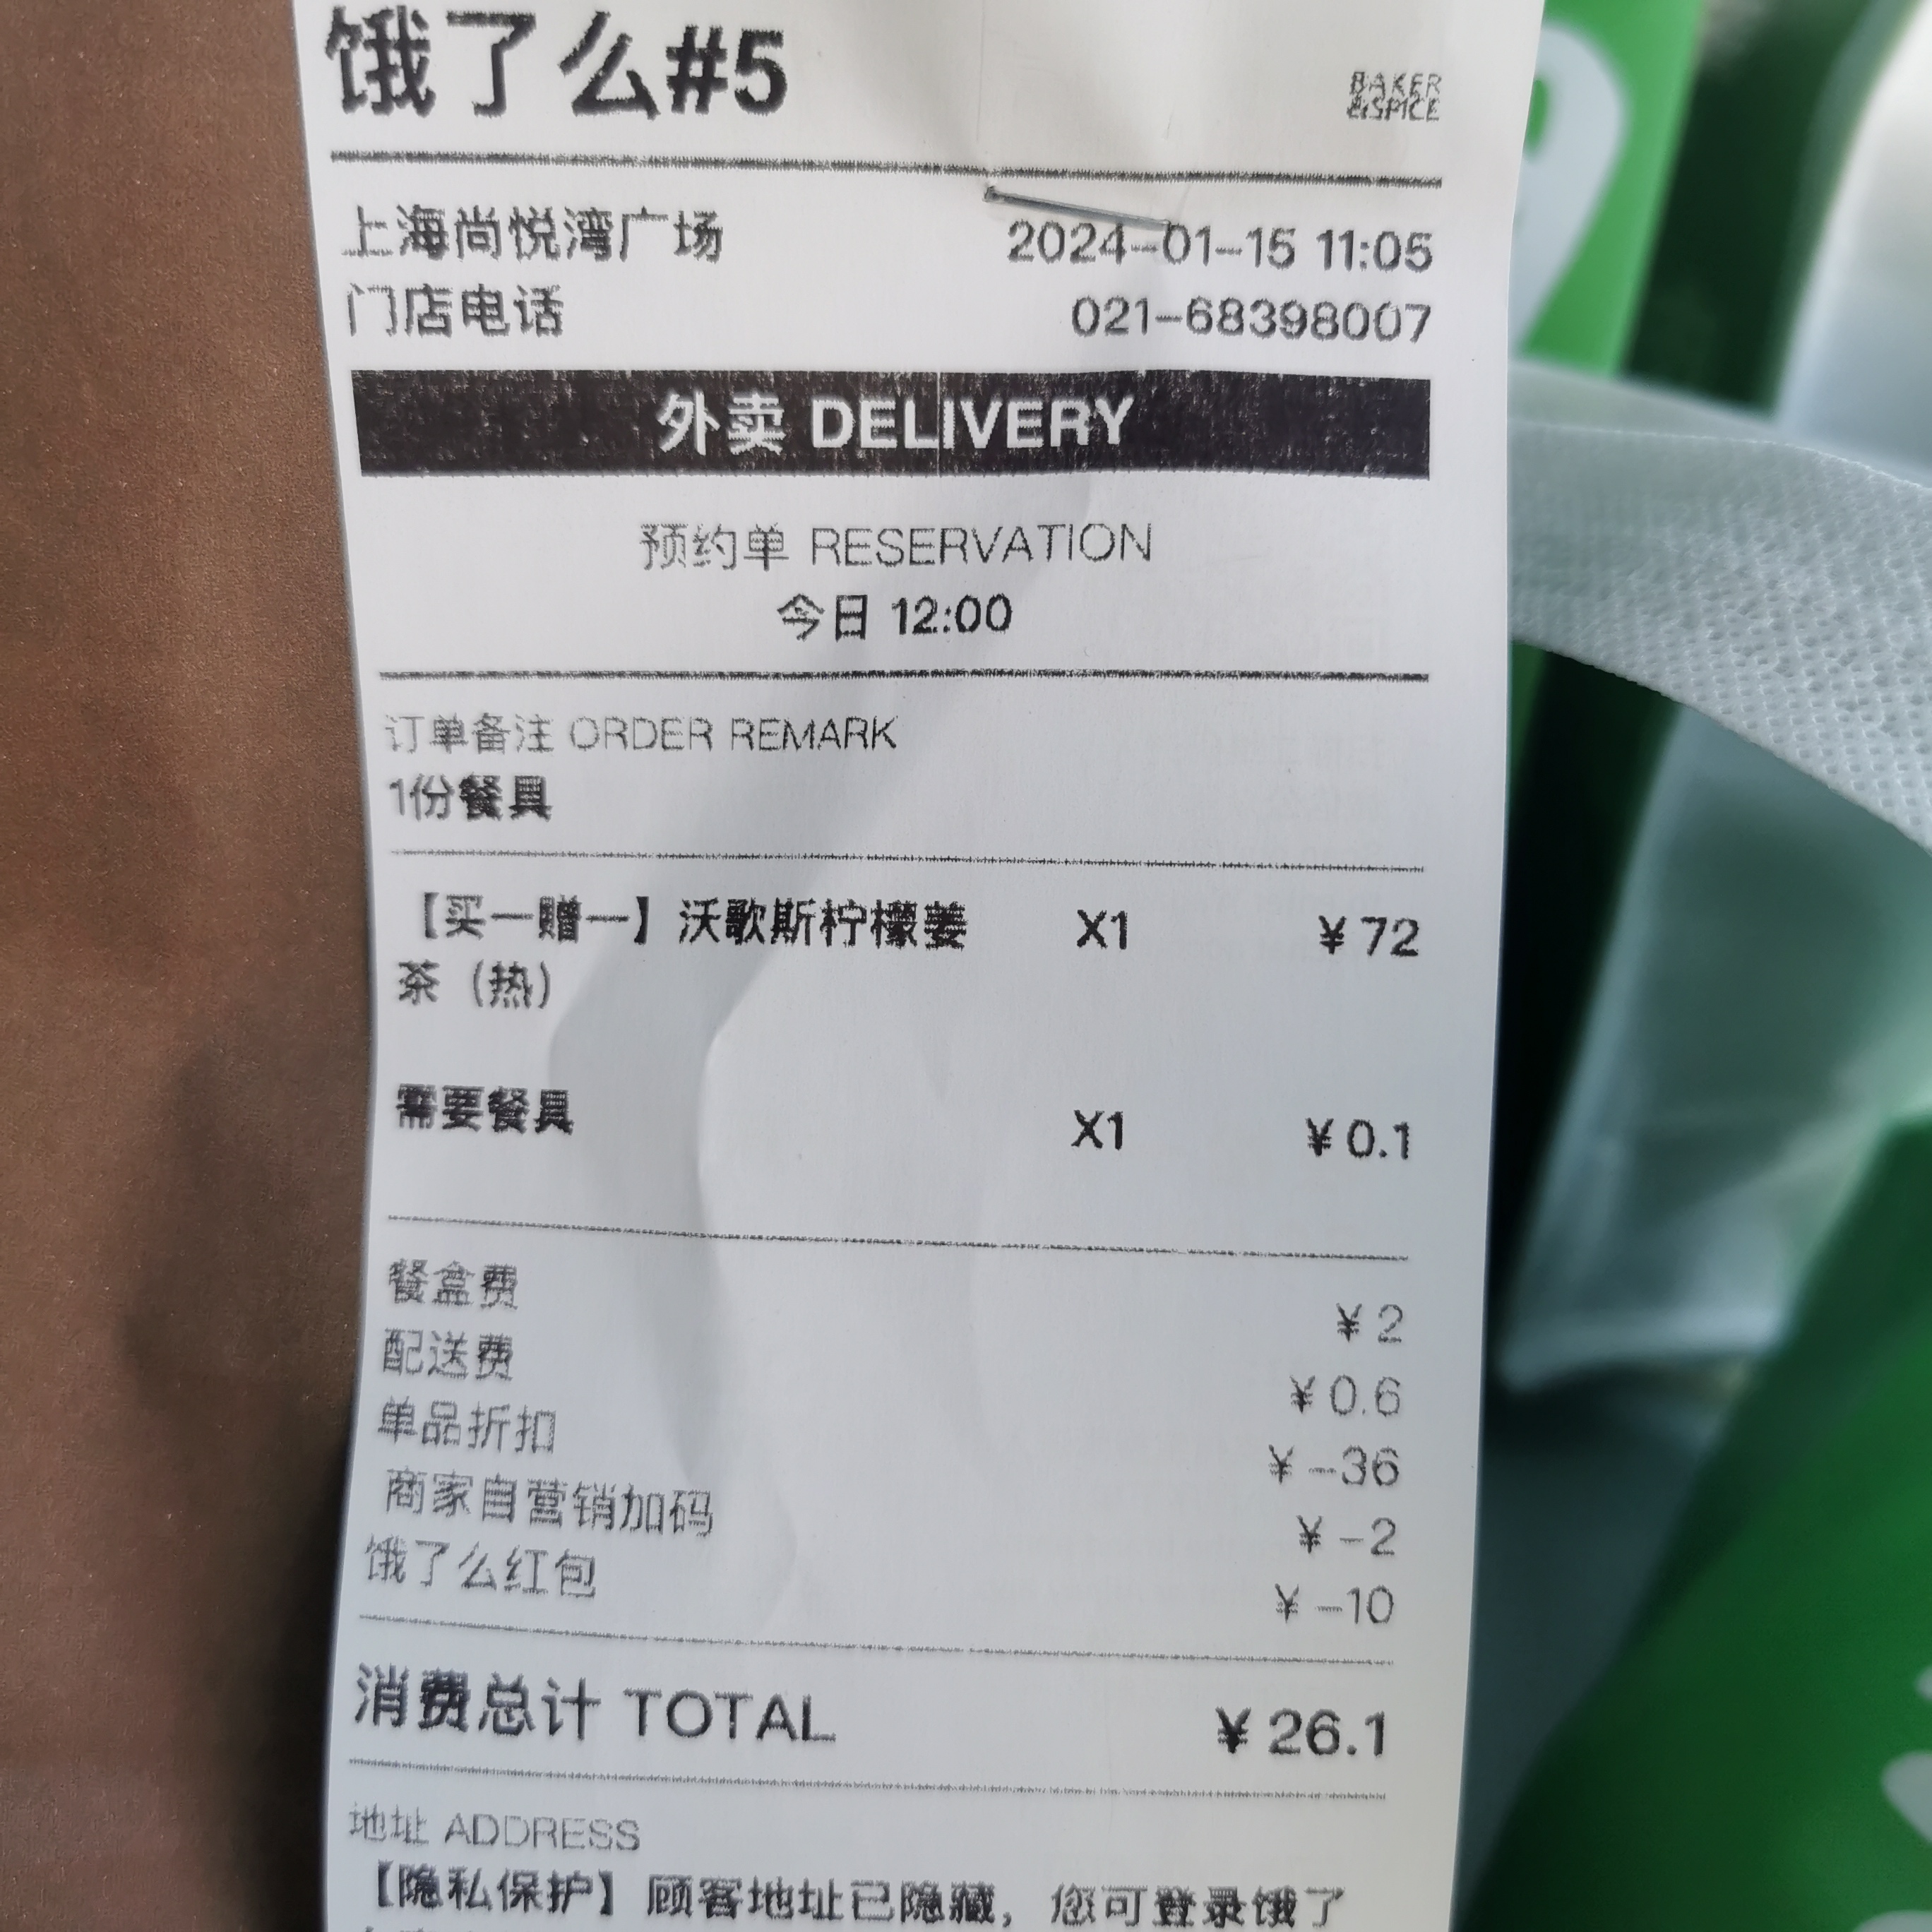 饿了么#5
BAKER
&SPICE
上海尚悦湾广场 2024-01-15 11:05
门店电话 021-68398007
外卖 DELIVERY
预约单 RESERVATION
今日 12:00
订单备注 ORDER REMARK
1份餐具
【买一赠一】沃歌斯柠檬姜 X1 ¥72
茶（热）
需要餐具 X1 ¥0.1
餐盒费 ¥2
配送费 ¥0.6
单品折扣 ¥-36
商家自营销加码 ¥-2
饿了么红包 ¥-10
消费总计 TOTAL ¥26.1
地址 ADDRESS
【隐私保护】顾客地址已隐藏，您可登录饿了